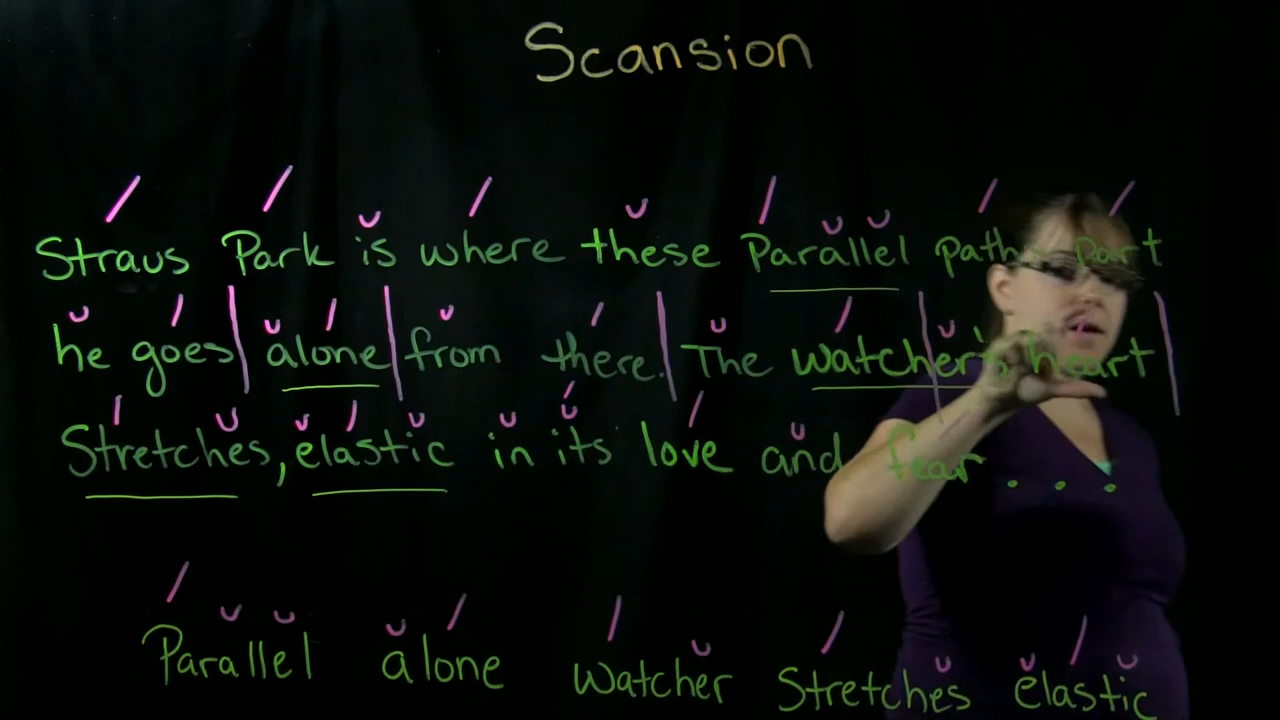 Scansion
Straus Park is where these Parallel paths part
he goes alone from there. The watcher's heart
Stretches, elastic in its love and fear...
Parallel alone watcher Stretches elastic